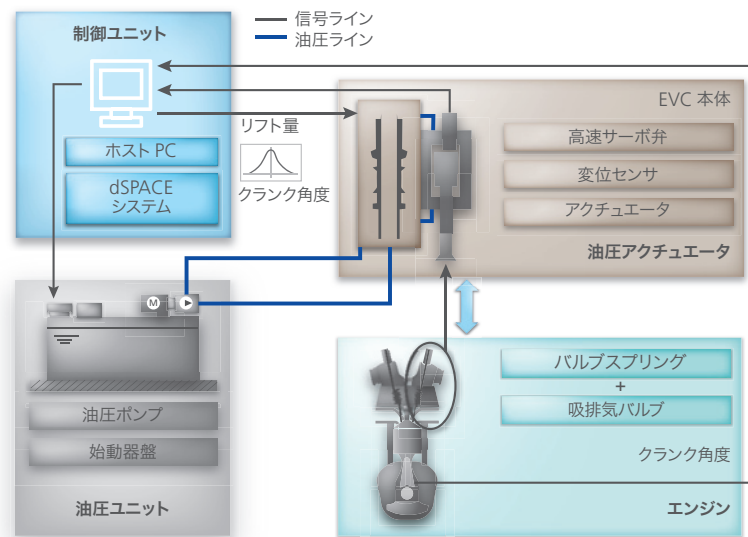 信号ライン
油圧ライン
制御ユニット
ホスト PC
dSPACE
システム
リフト量
クランク角度
EVC 本体
高速サーボ弁
変位センサ
アクチュエータ
油圧アクチュエータ
M
油圧ポンプ
始動器盤
油圧ユニット
バルブスプリング
+
吸排気バルブ
クランク角度
エンジン